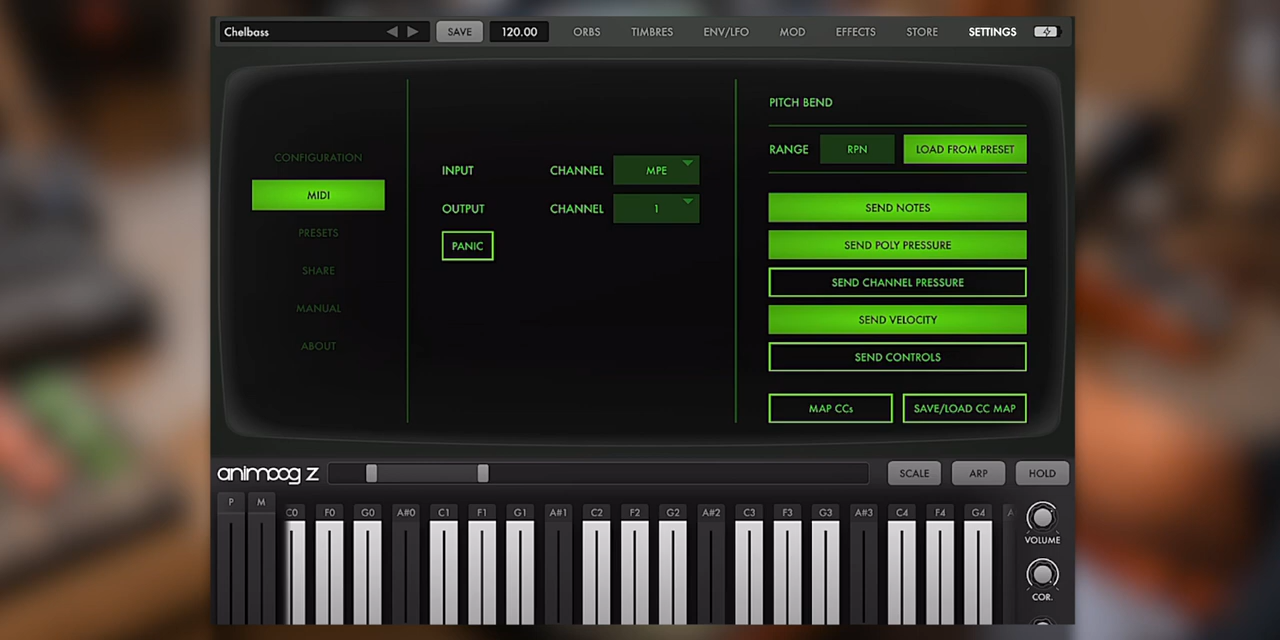 Chelbass
SAVE
120.00
ORBS
TIMBRES
ENV/LFO
MOD
EFFECTS
STORE
SETTINGS
CONFIGURATION
MIDI
PRESETS
SHARE
MANUAL
ABOUT
INPUT CHANNEL MPE
OUTPUT CHANNEL 1
PANIC
PITCH BEND
RANGE RPN LOAD FROM PRESET
SEND NOTES
SEND POLY PRESSURE
SEND CHANNEL PRESSURE
SEND VELOCITY
SEND CONTROLS
MAP CCs SAVE/LOAD CC MAP
animoog Z
SCALE ARP HOLD
P M
C0 F0 G0 A#0 C1 F1 G1 A#1 C2 F2 G2 A#2 C3 F3 G3 A#3 C4 F4 G4 A
VOLUME
COR.